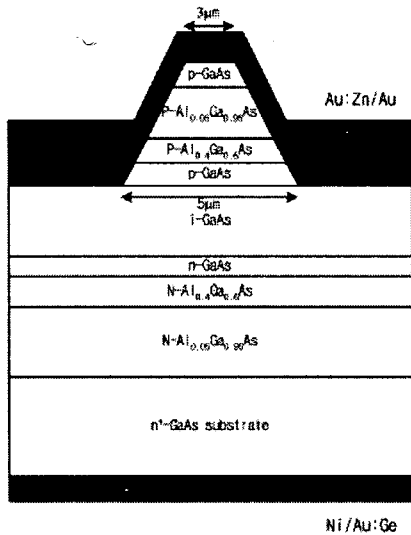 3μm
p-GaAs
Au:Zn/Au
P-Al₀.₀₅Ga₀.₉₅As
P-Al₀.₄Ga₀.₆As
p-GaAs
5μm
i-GaAs
n-GaAs
N-Al₀.₄Ga₀.₆As
N-Al₀.₀₅Ga₀.₉₅As
n⁺-GaAs substrate
Ni/Au:Ge